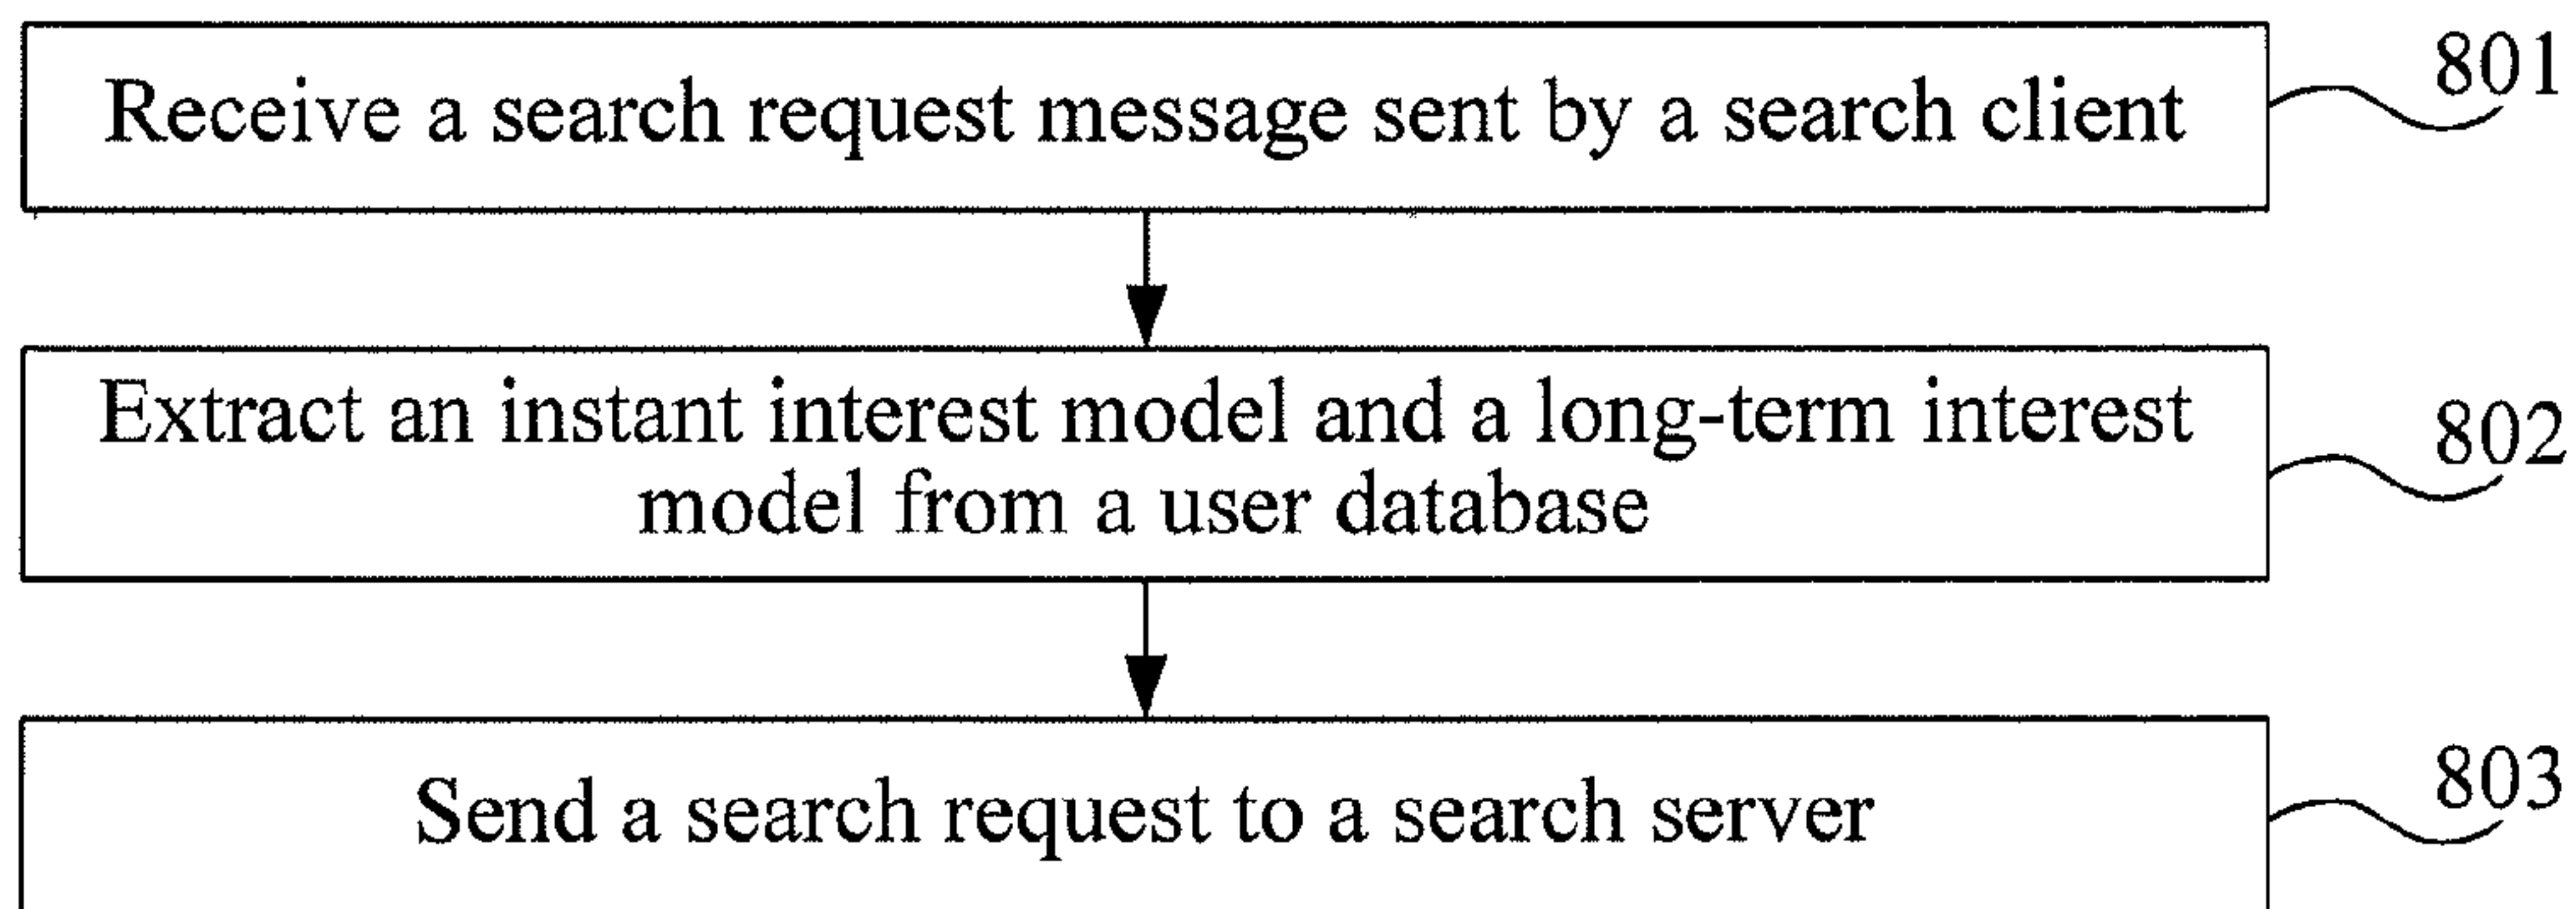 Receive a search request message sent by a search client
801
Extract an instant interest model and a long-term interest
model from a user database
802
Send a search request to a search server
803